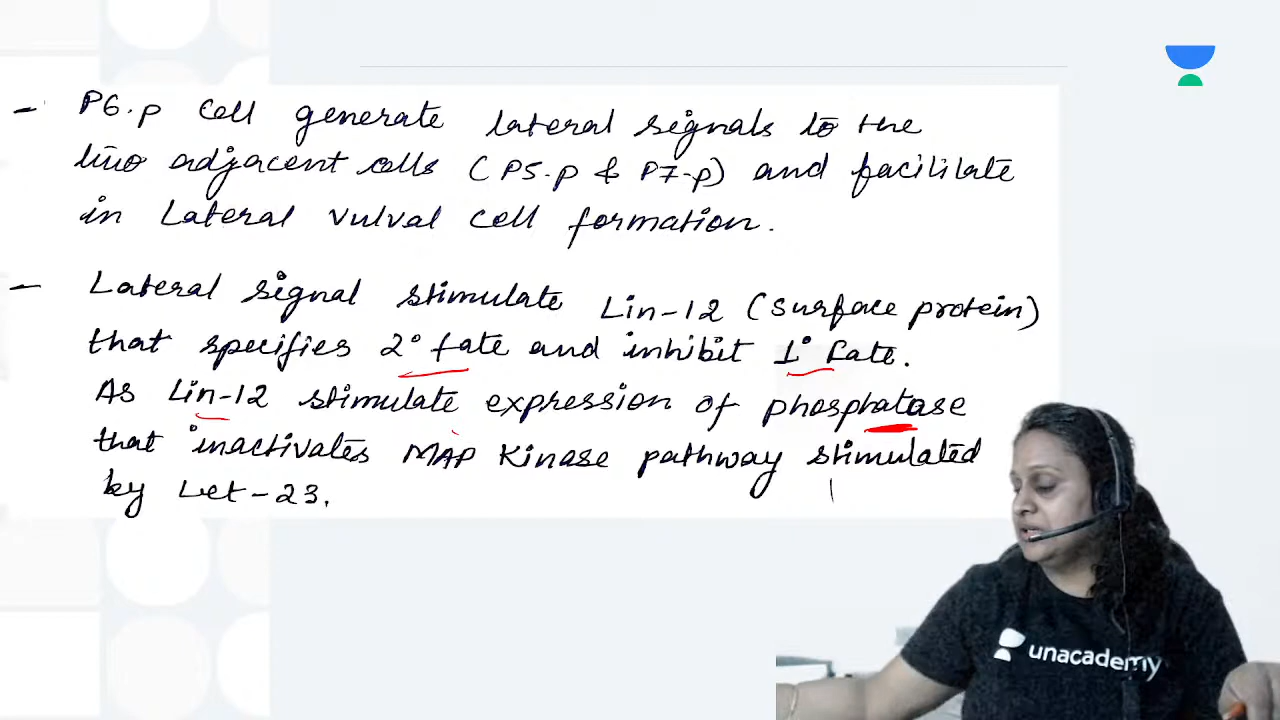 - P6.p cell generate lateral signals to the
two adjacent cells (P5.p & P7.p) and facilitate
in Lateral vulval cell formation.
- Lateral signal stimulate Lin-12 (surface protein)
that specifies 2° fate and inhibit 1° fate.
As Lin-12 stimulate expression of phosphatase
that inactivates MAP Kinase pathway stimulated
by Let-23.
unacademy